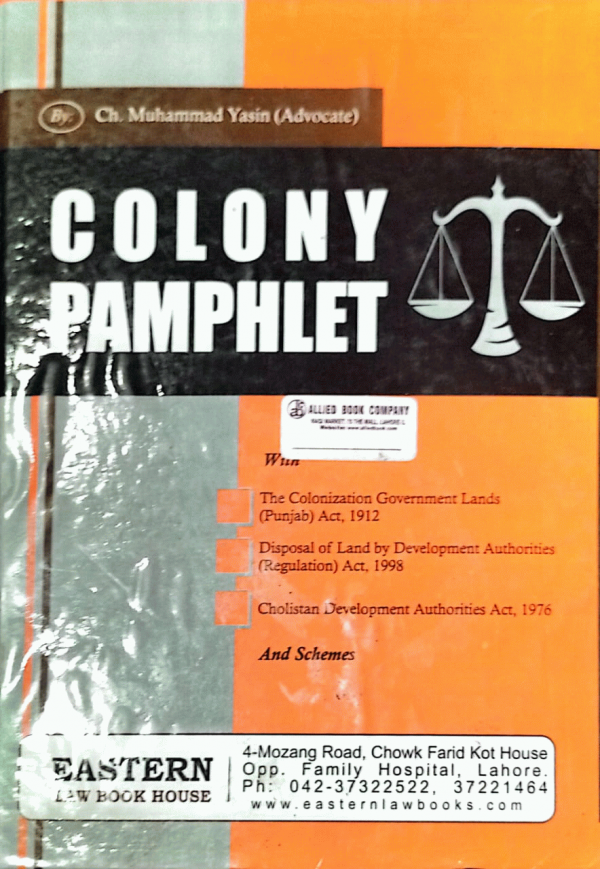 By: Ch. Muhammad Yasin (Advocate)
COLONY
PAMPHLET
ALLIED BOOK COMPANY
With
The Colonization Government Lands
(Punjab) Act, 1912
Disposal of Land by Development Authorities
(Regulation) Act, 1998
Cholistan Development Authorities Act, 1976
And Schemes
EASTERN
LAW BOOK HOUSE
4-Mozang Road, Chowk Farid Kot House
Opp. Family Hospital, Lahore.
Ph: 042-37322522, 37221464
www.easternlawbooks.com